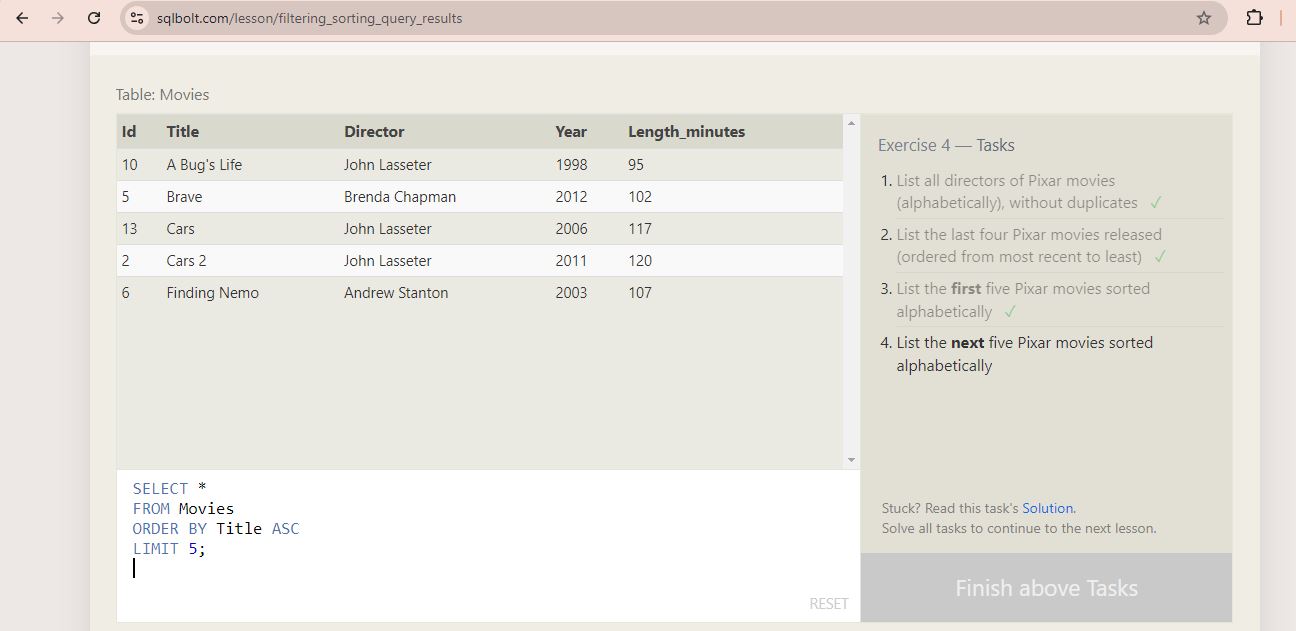 sqlbolt.com/lesson/filtering_sorting_query_results
Table: Movies
Id Title Director Year Length_minutes
10 A Bug's Life John Lasseter 1998 95
5 Brave Brenda Chapman 2012 102
13 Cars John Lasseter 2006 117
2 Cars 2 John Lasseter 2011 120
6 Finding Nemo Andrew Stanton 2003 107
SELECT *
FROM Movies
ORDER BY Title ASC
LIMIT 5;
RESET
Exercise 4 — Tasks
1. List all directors of Pixar movies
(alphabetically), without duplicates ✓
2. List the last four Pixar movies released
(ordered from most recent to least) ✓
3. List the first five Pixar movies sorted
alphabetically ✓
4. List the next five Pixar movies sorted
alphabetically
Stuck? Read this task's Solution.
Solve all tasks to continue to the next lesson.
Finish above Tasks